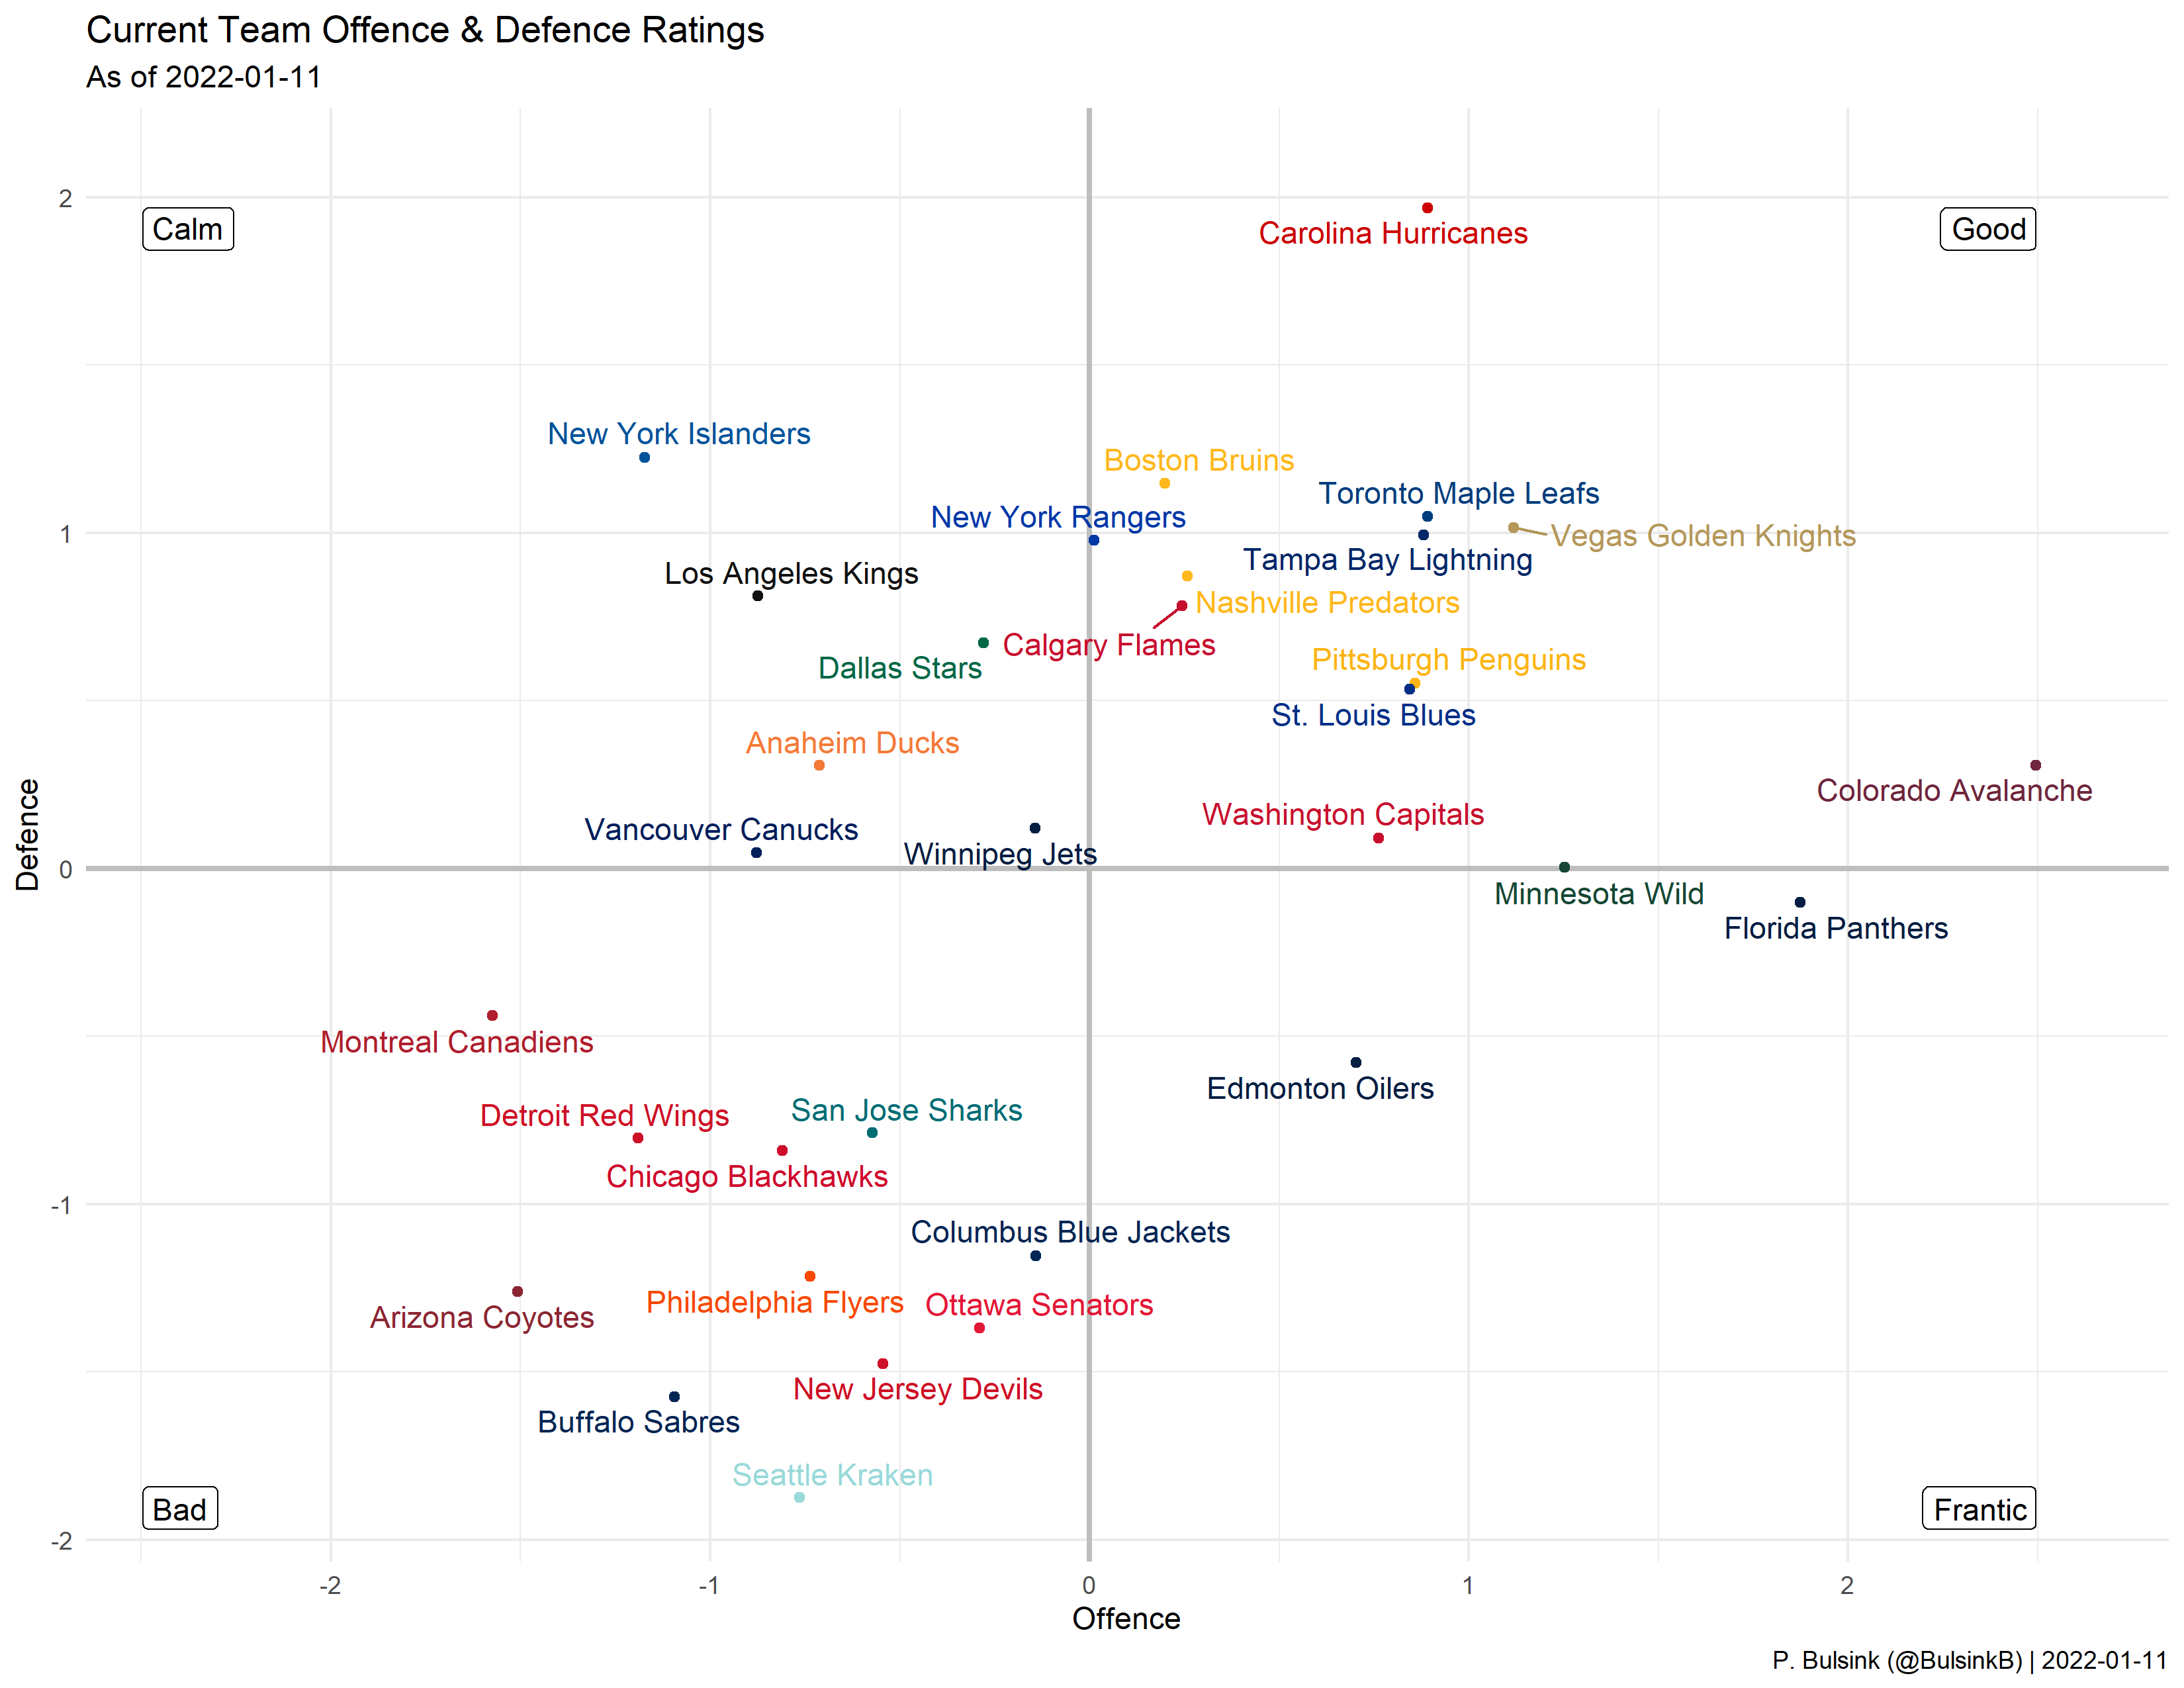 Current Team Offence & Defence Ratings
As of 2022-01-11
2
Calm
Good
Carolina Hurricanes
New York Islanders
Boston Bruins
Toronto Maple Leafs
New York Rangers
1
Vegas Golden Knights
Tampa Bay Lightning
Los Angeles Kings
Nashville Predators
Calgary Flames
Dallas Stars
Pittsburgh Penguins
St. Louis Blues
Anaheim Ducks
Colorado Avalanche
Washington Capitals
Vancouver Canucks
Winnipeg Jets
Defence
0
Minnesota Wild
Florida Panthers
Montreal Canadiens
Edmonton Oilers
San Jose Sharks
Detroit Red Wings
Chicago Blackhawks
-1
Columbus Blue Jackets
Philadelphia Flyers
Ottawa Senators
Arizona Coyotes
New Jersey Devils
Buffalo Sabres
Seattle Kraken
Bad
Frantic
-2
-2 -1 0 1 2
Offence
P. Bulsink (@BulsinkB) | 2022-01-11